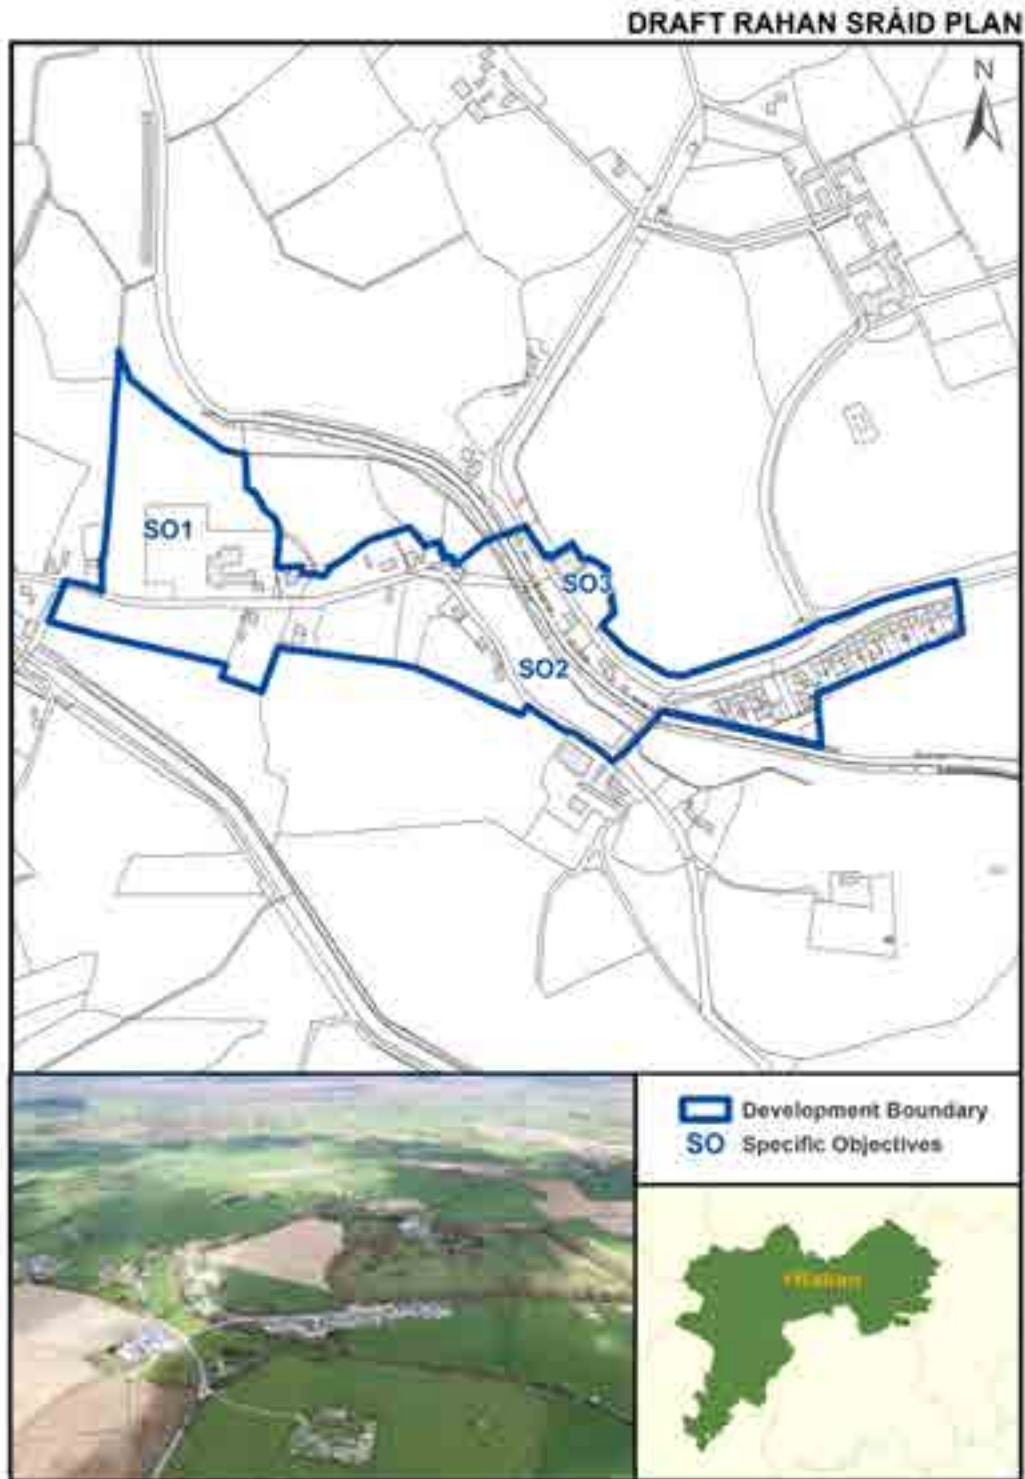 DRAFT RAHAN SRÁID PLAN
N
SO1
SO3
SO2
Development Boundary
SO Specific Objectives
Rahan